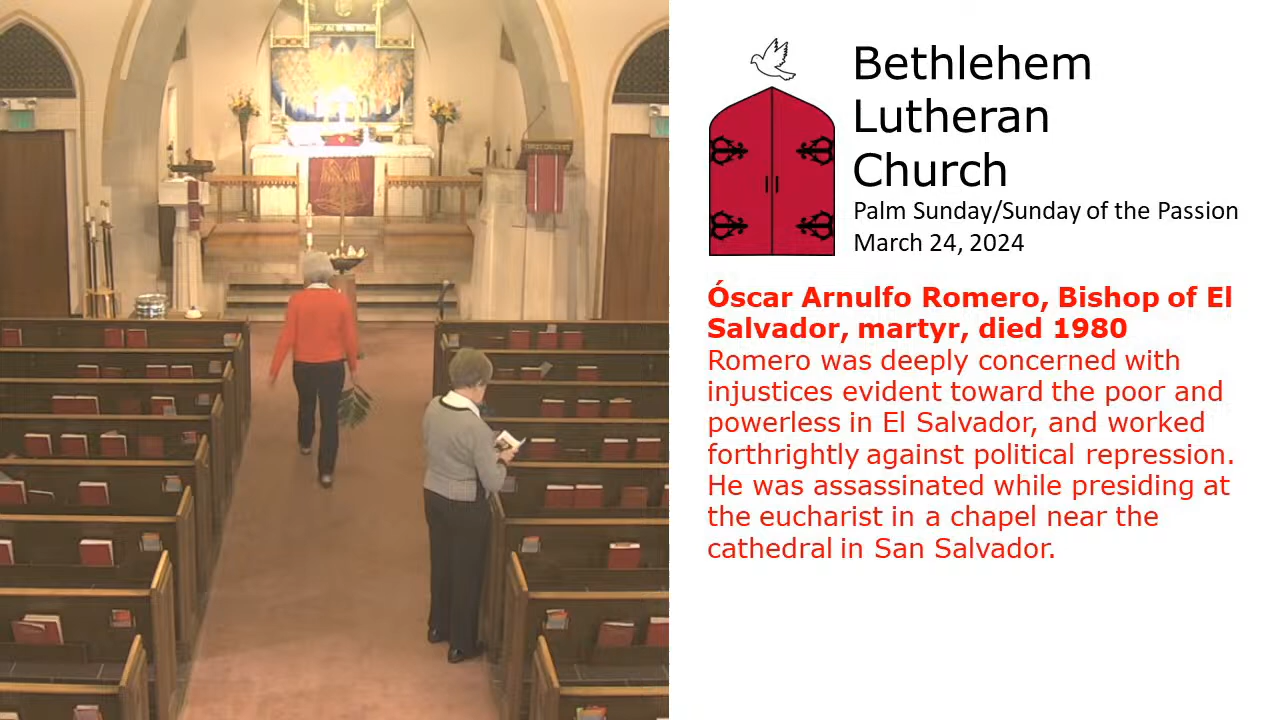 Bethlehem
Lutheran
Church
Palm Sunday/Sunday of the Passion
March 24, 2024
Óscar Arnulfo Romero, Bishop of El
Salvador, martyr, died 1980
Romero was deeply concerned with
injustices evident toward the poor and
powerless in El Salvador, and worked
forthrightly against political repression.
He was assassinated while presiding at
the eucharist in a chapel near the
cathedral in San Salvador.